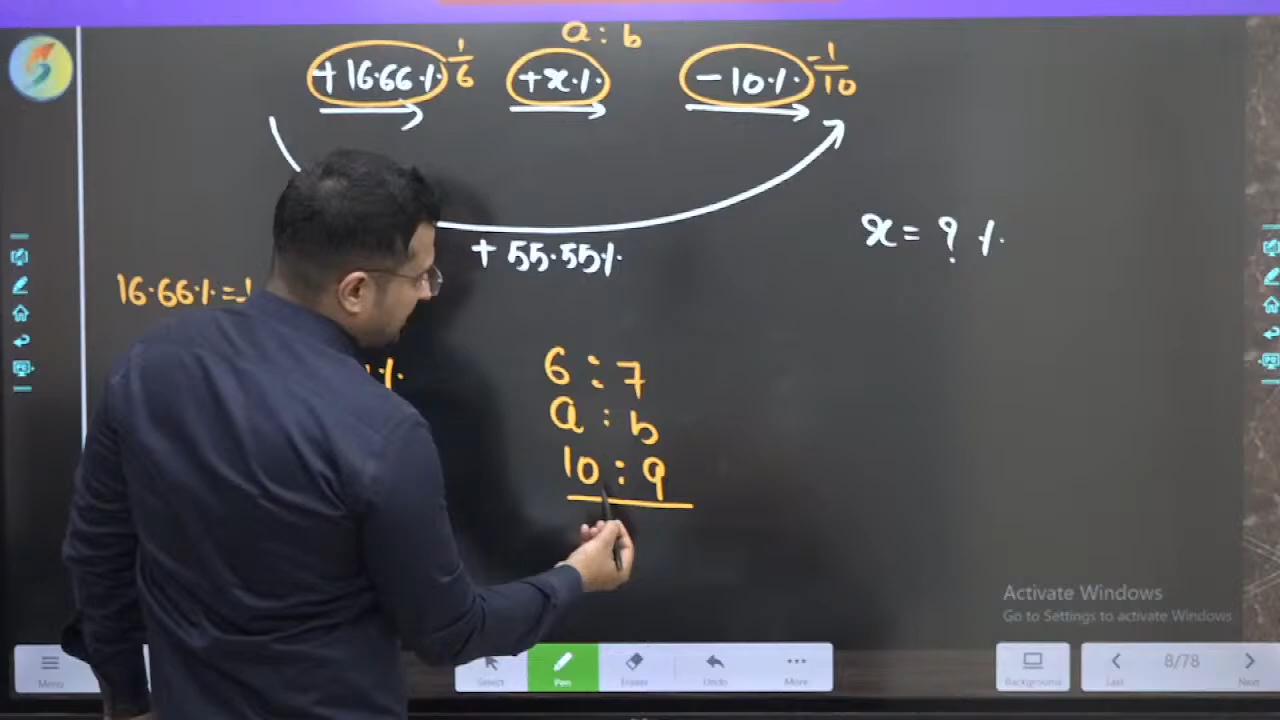 a : b
+ 16.66 % 1/6 + x % - 10 % -1/10
+ 55.55 %
x = ? %
16.66 % =
%
6 : 7
a : b
10 : 9
Activate Windows
Go to Settings to activate Windows.
Menu Select Pen Eraser Undo More Background Last 8/78 Next